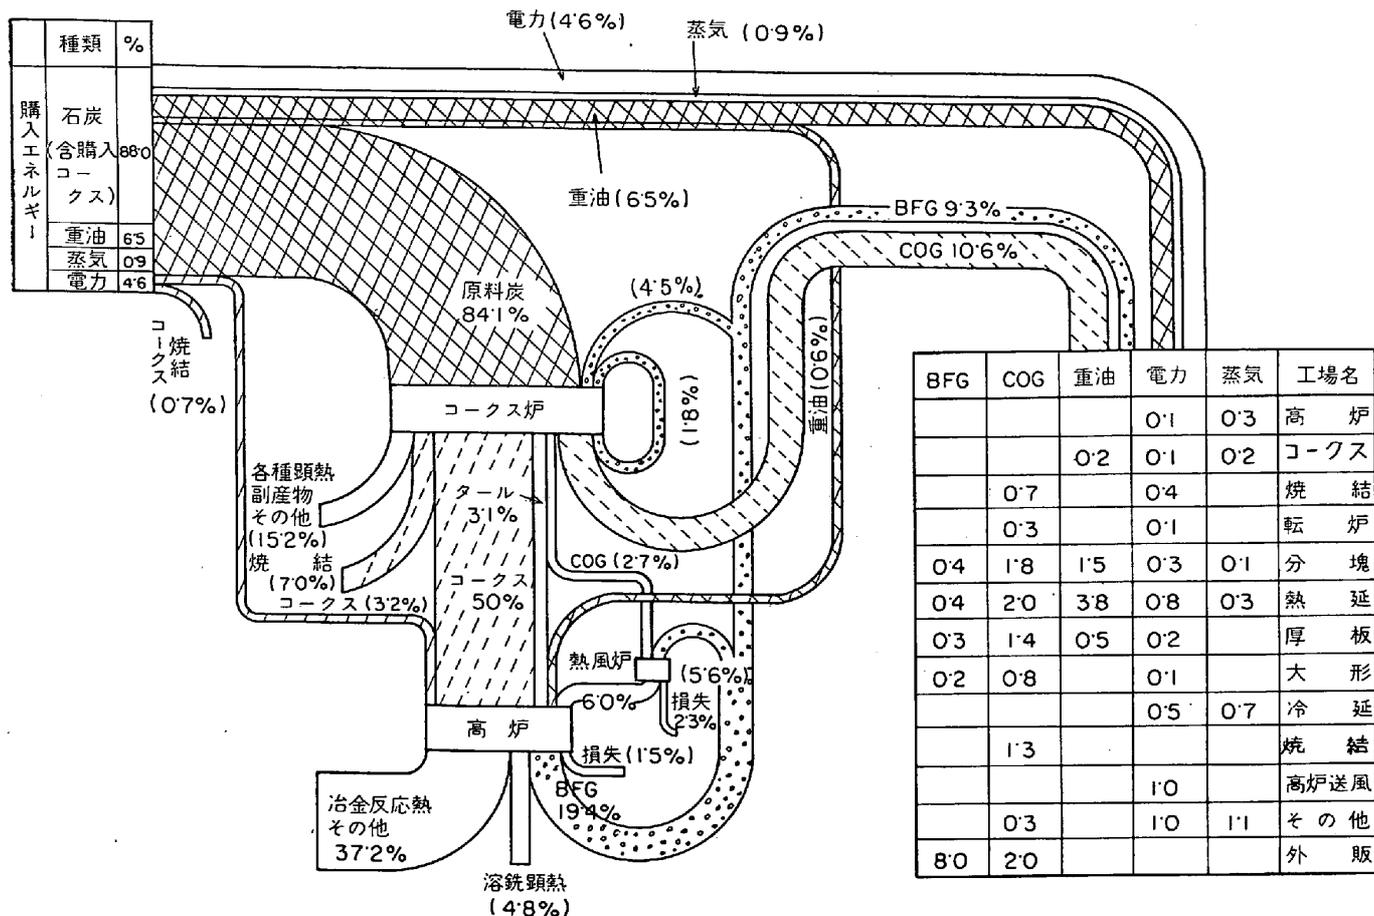 電力(4·6%)
蒸気 (0·9%)
種類 %
購入エネルギー
石炭
(含購入
コー
クス)
88·0
重油 6·5
蒸気 0·9
電力 4·6
重油(6·5%)
BFG 9·3%
COG 10·6%
原料炭
84·1%
(4·5%)
焼結
コークス
(0·7%)
重油(0·6%)
(1·8%)
コークス炉
各種顕熱
副産物
その他
(15·2%)
タール
3·1%
焼 結
(7·0%)
COG (2·7%)
コークス
50%
コークス(3·2%)
熱風炉
(5·6%)
6·0%
損失
2·3%
高 炉
損失(1·5%)
BFG
19·4%
冶金反応熱
その他
37·2%
溶銑顕熱
(4·8%)
BFG COG 重油 電力 蒸気 工場名
0·1 0·3 高 炉
0·2 0·1 0·2 コークス
0·7 0·4 焼 結
0·3 0·1 転 炉
0·4 1·8 1·5 0·3 0·1 分 塊
0·4 2·0 3·8 0·8 0·3 熱 延
0·3 1·4 0·5 0·2 厚 板
0·2 0·8 0·1 大 形
0·5 0·7 冷 延
1·3 焼 結
1·0 高炉送風
0·3 1·0 1·1 その他
8·0 2·0 外 販